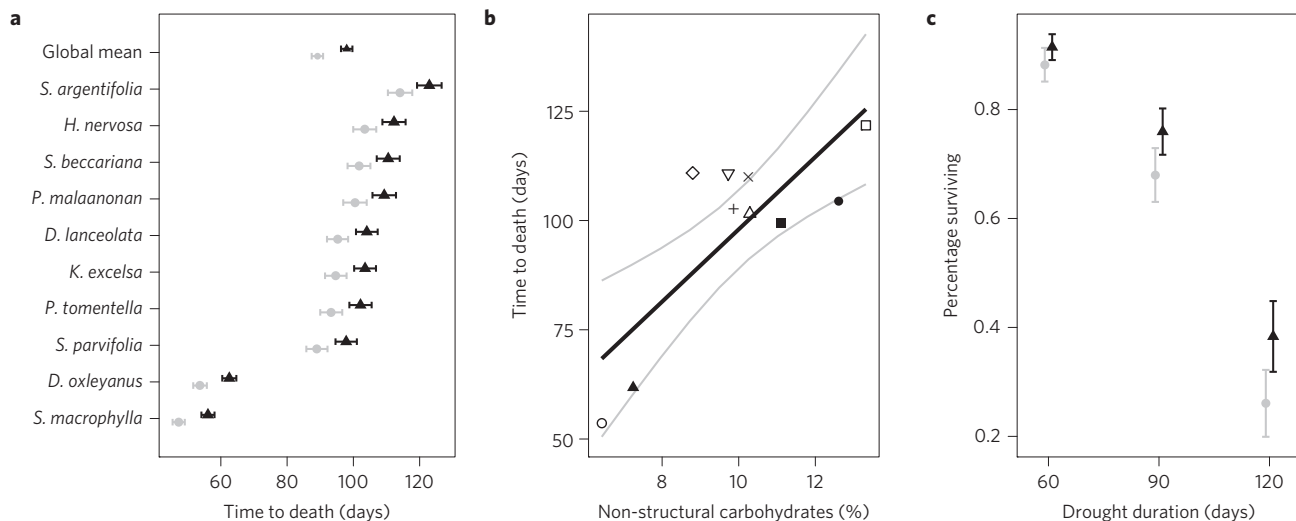 a
Global mean
S. argentifolia
H. nervosa
S. beccariana
P. malaanonan
D. lanceolata
K. excelsa
P. tomentella
S. parvifolia
D. oxleyanus
S. macrophylla
60 80 100 120
Time to death (days)
b
Time to death (days)
125
100
75
50
8 10 12
Non-structural carbohydrates (%)
c
Percentage surviving
0.8
0.6
0.4
0.2
60 90 120
Drought duration (days)